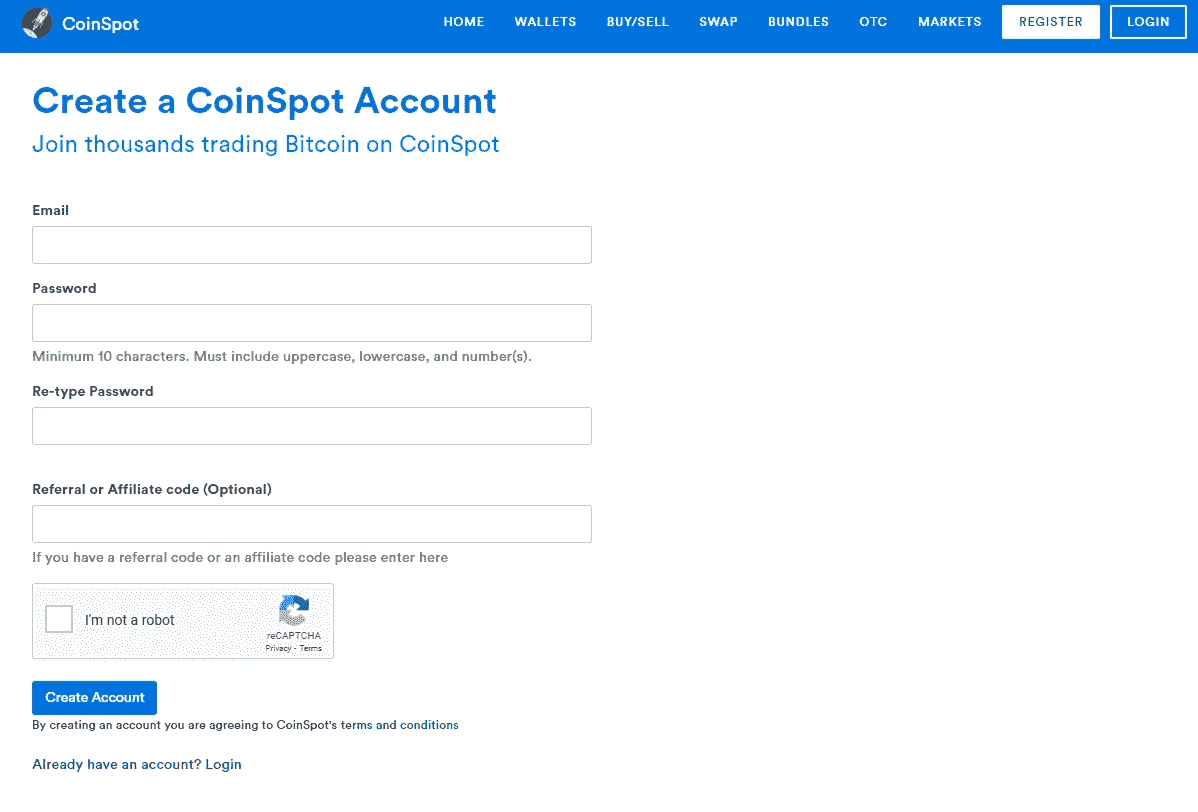 CoinSpot HOME WALLETS BUY/SELL SWAP BUNDLES OTC MARKETS REGISTER LOGIN
Create a CoinSpot Account
Join thousands trading Bitcoin on CoinSpot
Email
Password
Minimum 10 characters. Must include uppercase, lowercase, and number(s).
Re-type Password
Referral or Affiliate code (Optional)
If you have a referral code or an affiliate code please enter here
I'm not a robot
reCAPTCHA
Privacy - Terms
Create Account
By creating an account you are agreeing to CoinSpot's terms and conditions
Already have an account? Login